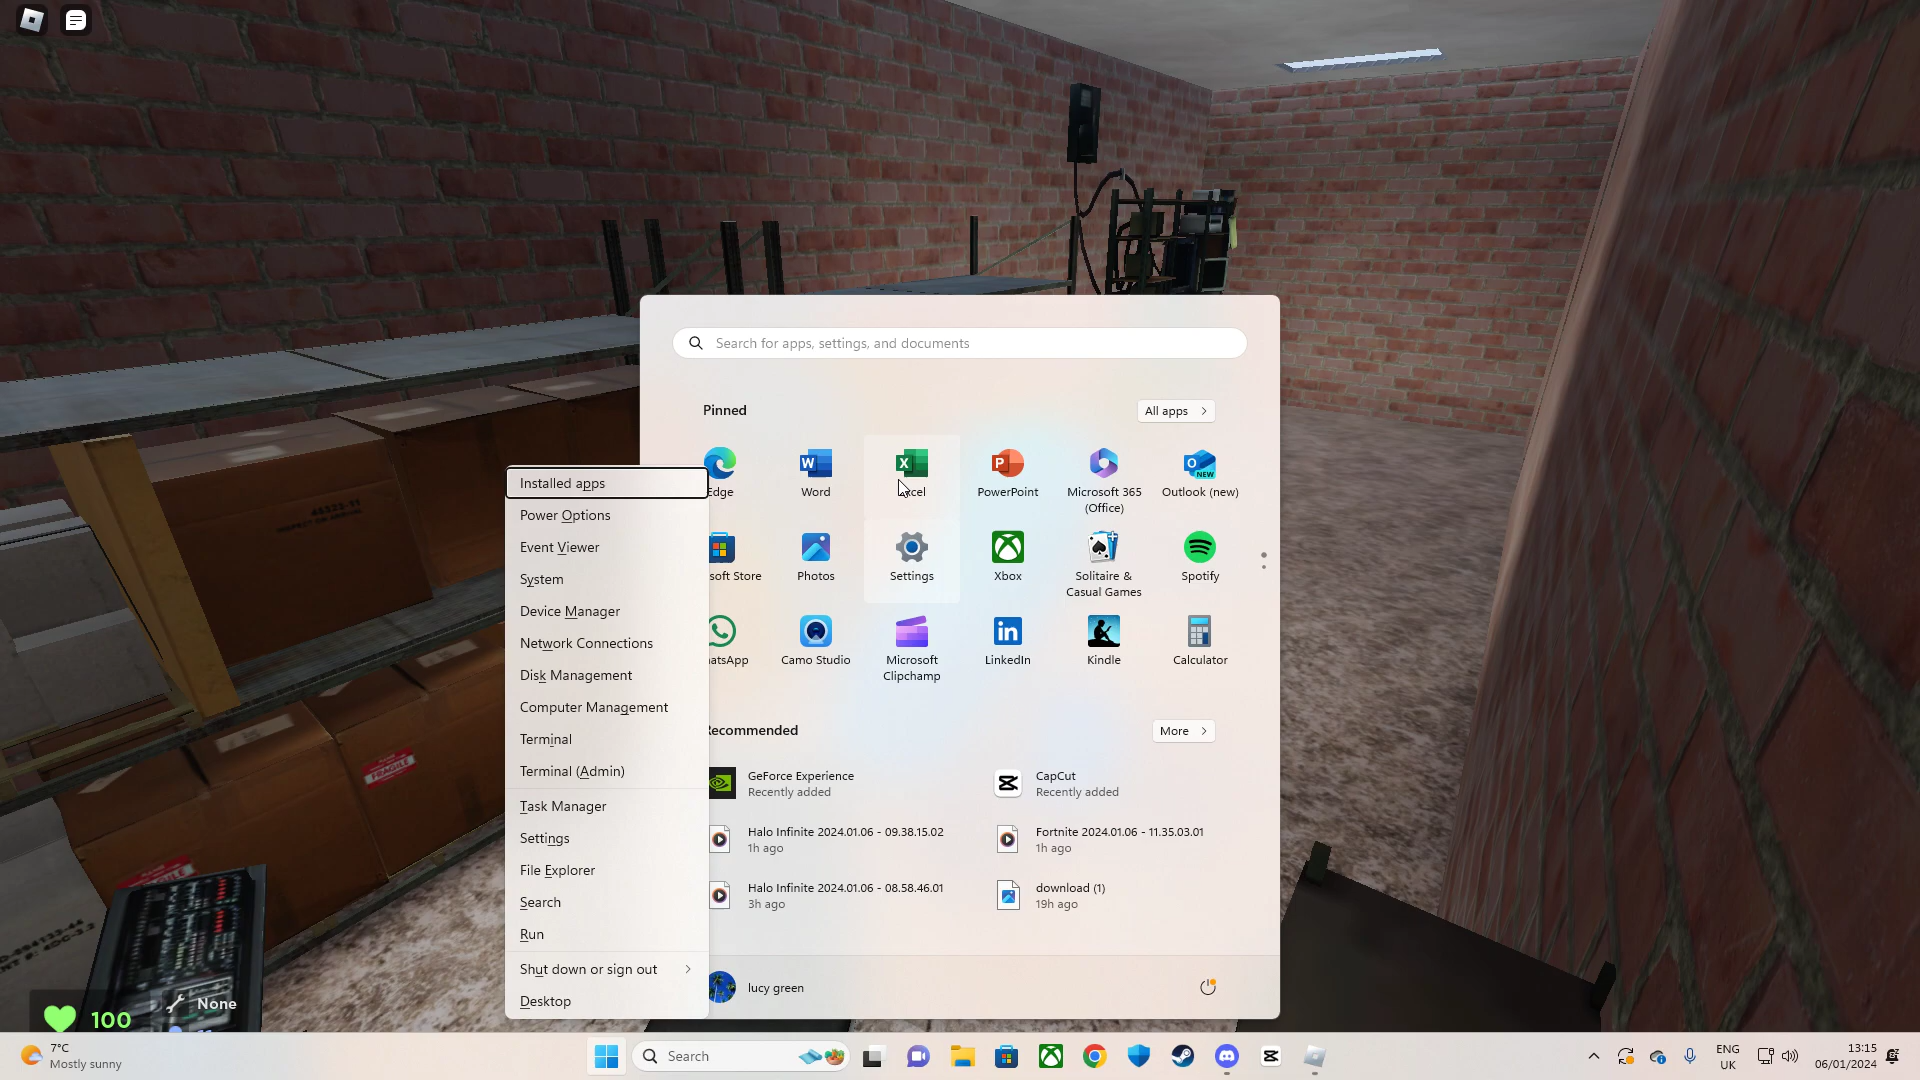 Search for apps, settings, and documents
Pinned
All apps
Edge
Word
Excel
PowerPoint
Microsoft 365
(Office)
Outlook (new)
soft Store
Photos
Settings
Xbox
Solitaire &
Casual Games
Spotify
hatsApp
Camo Studio
Microsoft
Clipchamp
LinkedIn
Kindle
Calculator
Recommended
More
GeForce Experience
Recently added
CapCut
Recently added
Halo Infinite 2024.01.06 - 09.38.15.02
1h ago
Fortnite 2024.01.06 - 11.35.03.01
1h ago
Halo Infinite 2024.01.06 - 08.58.46.01
3h ago
download (1)
19h ago
lucy green
Installed apps
Power Options
Event Viewer
System
Device Manager
Network Connections
Disk Management
Computer Management
Terminal
Terminal (Admin)
Task Manager
Settings
File Explorer
Search
Run
Shut down or sign out
Desktop
FRAGILE
100
None
7°C
Mostly sunny
Search
ENG
UK
13:15
06/01/2024